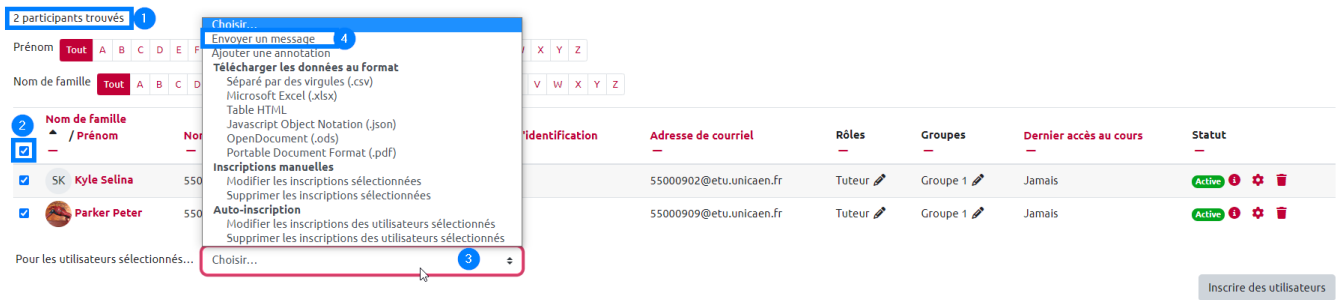 2 participants trouvés 1
Choisir...
Envoyer un message 4
Ajouter une annotation
Télécharger les données au format
Séparé par des virgules (.csv)
Microsoft Excel (.xlsx)
Table HTML
Javascript Object Notation (.json)
OpenDocument (.ods)
Portable Document Format (.pdf)
Inscriptions manuelles
Modifier les inscriptions sélectionnées
Supprimer les inscriptions sélectionnées
Auto-inscription
Modifier les inscriptions des utilisateurs sélectionnés
Supprimer les inscriptions des utilisateurs sélectionnés
Prénom Tout A B C D E F W X Y Z
Nom de famille Tout A B C D V W X Y Z
2 Nom de famille / Prénom Adresse de courriel Rôles Groupes Dernier accès au cours Statut
SK Kyle Selina 550 55000902@etu.unicaen.fr Tuteur Groupe 1 Jamais Active
Parker Peter 550 55000909@etu.unicaen.fr Tuteur Groupe 1 Jamais Active
Pour les utilisateurs sélectionnés... Choisir... 3
Inscrire des utilisateurs